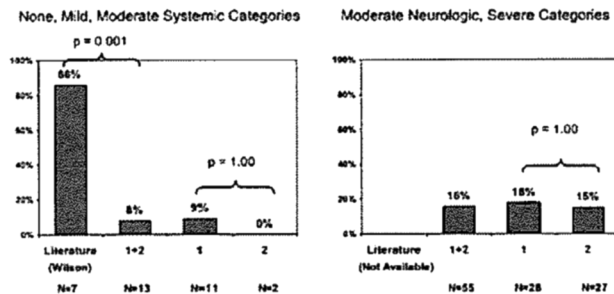 None, Mild, Moderate Systemic Categories
p = 0 001
100%
80%
60%
40%
20%
0%
86%
8%
p = 1.00
9%
0%
Literature
(Wilson)
1+2
1
2
N=7
N=13
N=11
N=2
Moderate Neurologic, Severe Categories
100%
80%
60%
40%
20%
0%
p = 1.00
16%
18%
15%
Literature
(Not Available)
1+2
1
2
N=55
N=28
N=27